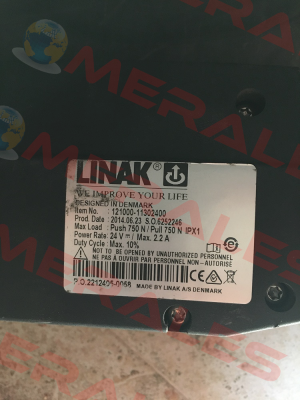 OMERALES
LINAK
WE IMPROVE YOUR LIFE
DESIGNED IN DENMARK
Item No. : 121000-11302400
Prod. Date : 2014.06.23 S.O.6252246
Max Load : Push 750 N / Pull 750 N IPX1
Power Rate : 24 V / Max. 2.2 A
Duty Cycle : Max. 10%
NOT TO BE OPENED BY UNAUTHORIZED PERSONNEL
NE PAS OUVRIR / PERSONNEL NON-AUTORISE
P.O.2212405-0068 MADE BY LINAK A/S DENMARK